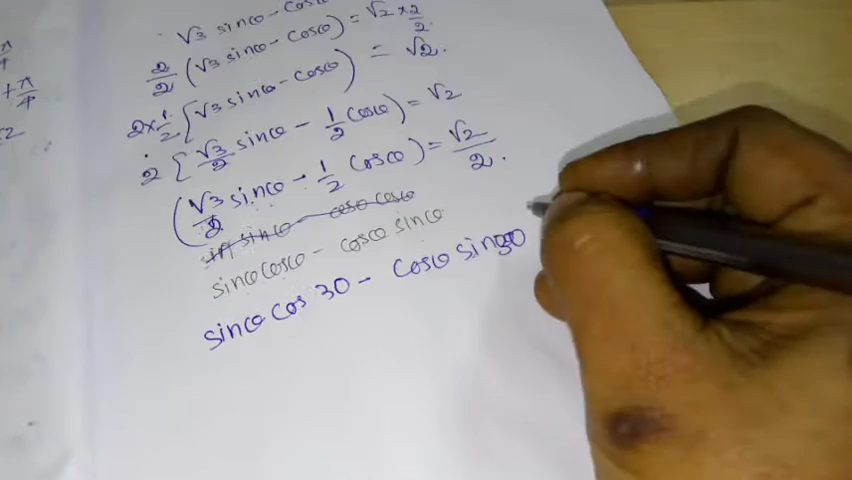 π/4
+π/4
√3 sinθ - cosθ
2/2 (√3 sinθ - cosθ) = √2 × 2/2
2×1/2 [√3 sinθ - cosθ) = √2.
2 [√3/2 sinθ - 1/2 cosθ) = √2
(√3/2 sinθ - 1/2 cosθ) = √2/2.
sinθ cosθ - cosθ sinθ
sinθ cos 30 - cosθ sin30